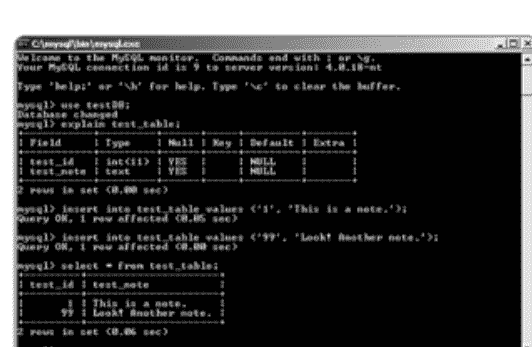 C:\mysql\bin\mysql.exe
Welcome to the MySQL monitor.  Commands end with ; or \g.
Your MySQL connection id is 9 to server version: 4.0.18-nt
Type 'help;' or '\h' for help. Type '\c' to clear the buffer.
mysql> use testDB;
Database changed
mysql> explain test_table;
| Field | Type | Null | Key | Default | Extra |
| test_id | int(11) | YES | | NULL | |
| test_note | text | YES | | NULL | |
2 rows in set (0.00 sec)
mysql> insert into test_table values ('1', 'This is a note.');
Query OK, 1 row affected (0.05 sec)
mysql> insert into test_table values ('99', 'Look! Another note.');
Query OK, 1 row affected (0.00 sec)
mysql> select * from test_table;
| test_id | test_note |
| 1 | This is a note. |
| 99 | Look! Another note. |
2 rows in set (0.06 sec)